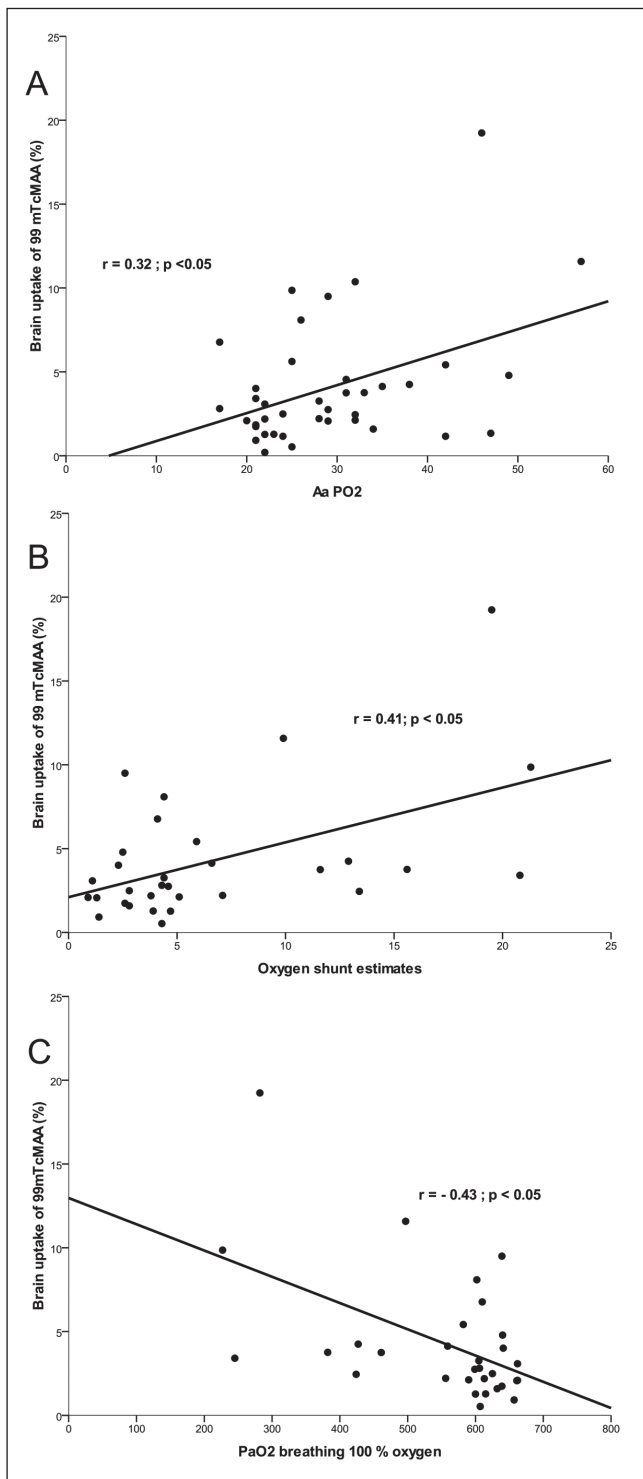 A
Brain uptake of 99 mTcMAA (%)
25
20
15
10
5
0
r = 0.32 ; p <0.05
0 10 20 30 40 50 60
Aa PO2
B
Brain uptake of 99 mTcMAA (%)
25
20
15
10
5
0
r = 0.41; p < 0.05
0 5 10 15 20 25
Oxygen shunt estimates
C
Brain uptake of 99mTcMAA (%)
25
20
15
10
5
0
r = - 0.43 ; p < 0.05
0 100 200 300 400 500 600 700 800
PaO2 breathing 100 % oxygen